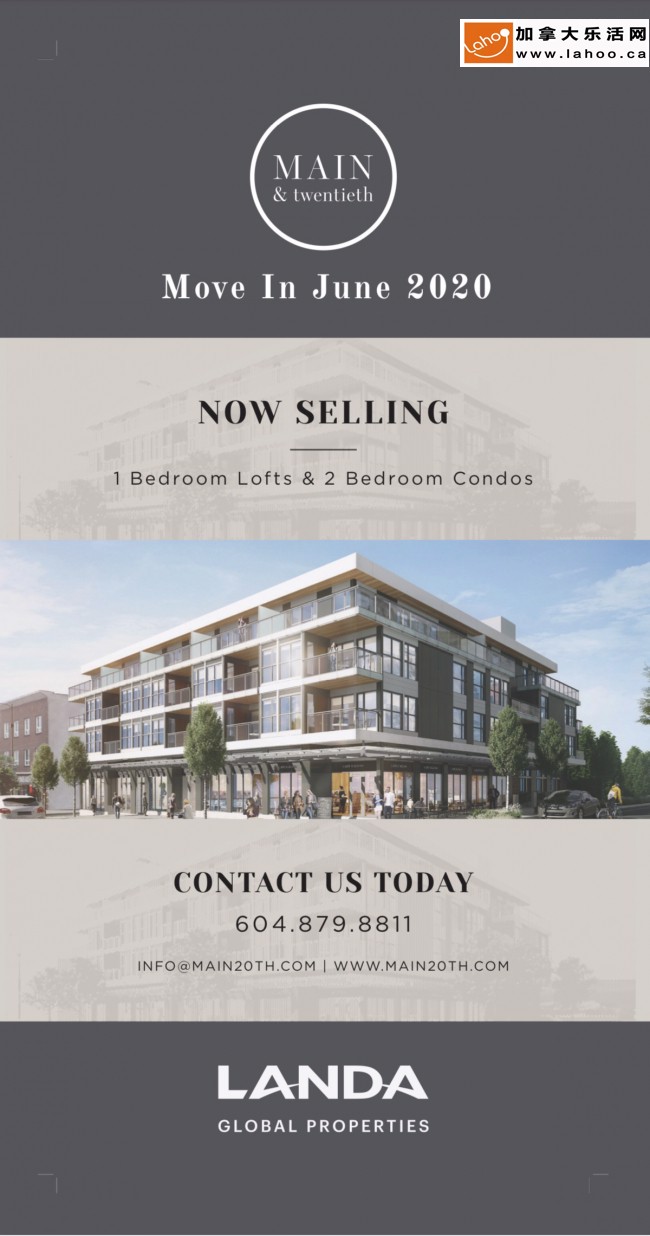 加拿大乐活网
Lahoo
www.lahoo.ca
MAIN
& twentieth
Move In June 2020
NOW SELLING
1 Bedroom Lofts & 2 Bedroom Condos
CONTACT US TODAY
604.879.8811
INFO@MAIN20TH.COM | WWW.MAIN20TH.COM
LANDA
GLOBAL PROPERTIES